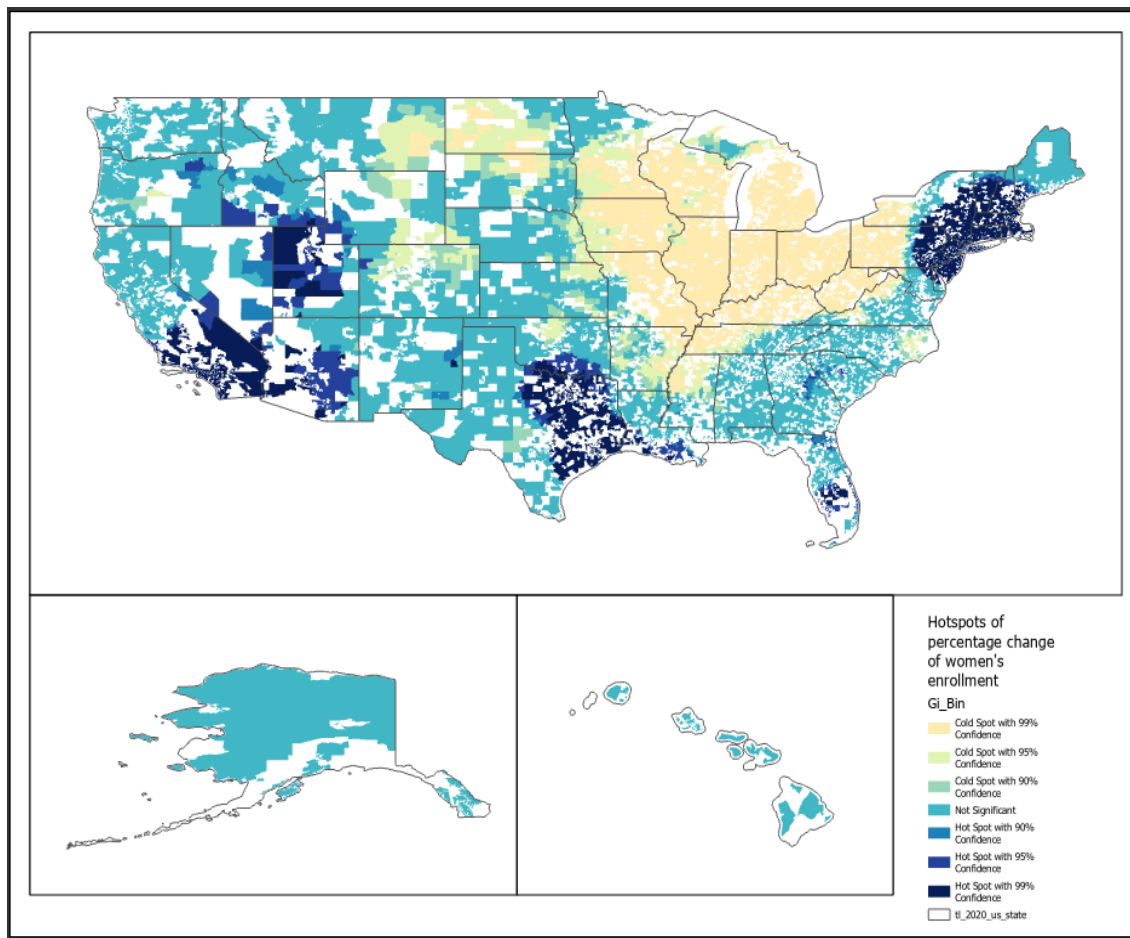 Hotspots of
percentage change
of women's
enrollment
Gi_Bin
Cold Spot with 99%
Confidence
Cold Spot with 95%
Confidence
Cold Spot with 90%
Confidence
Not Significant
Hot Spot with 90%
Confidence
Hot Spot with 95%
Confidence
Hot Spot with 99%
Confidence
tl_2020_us_state